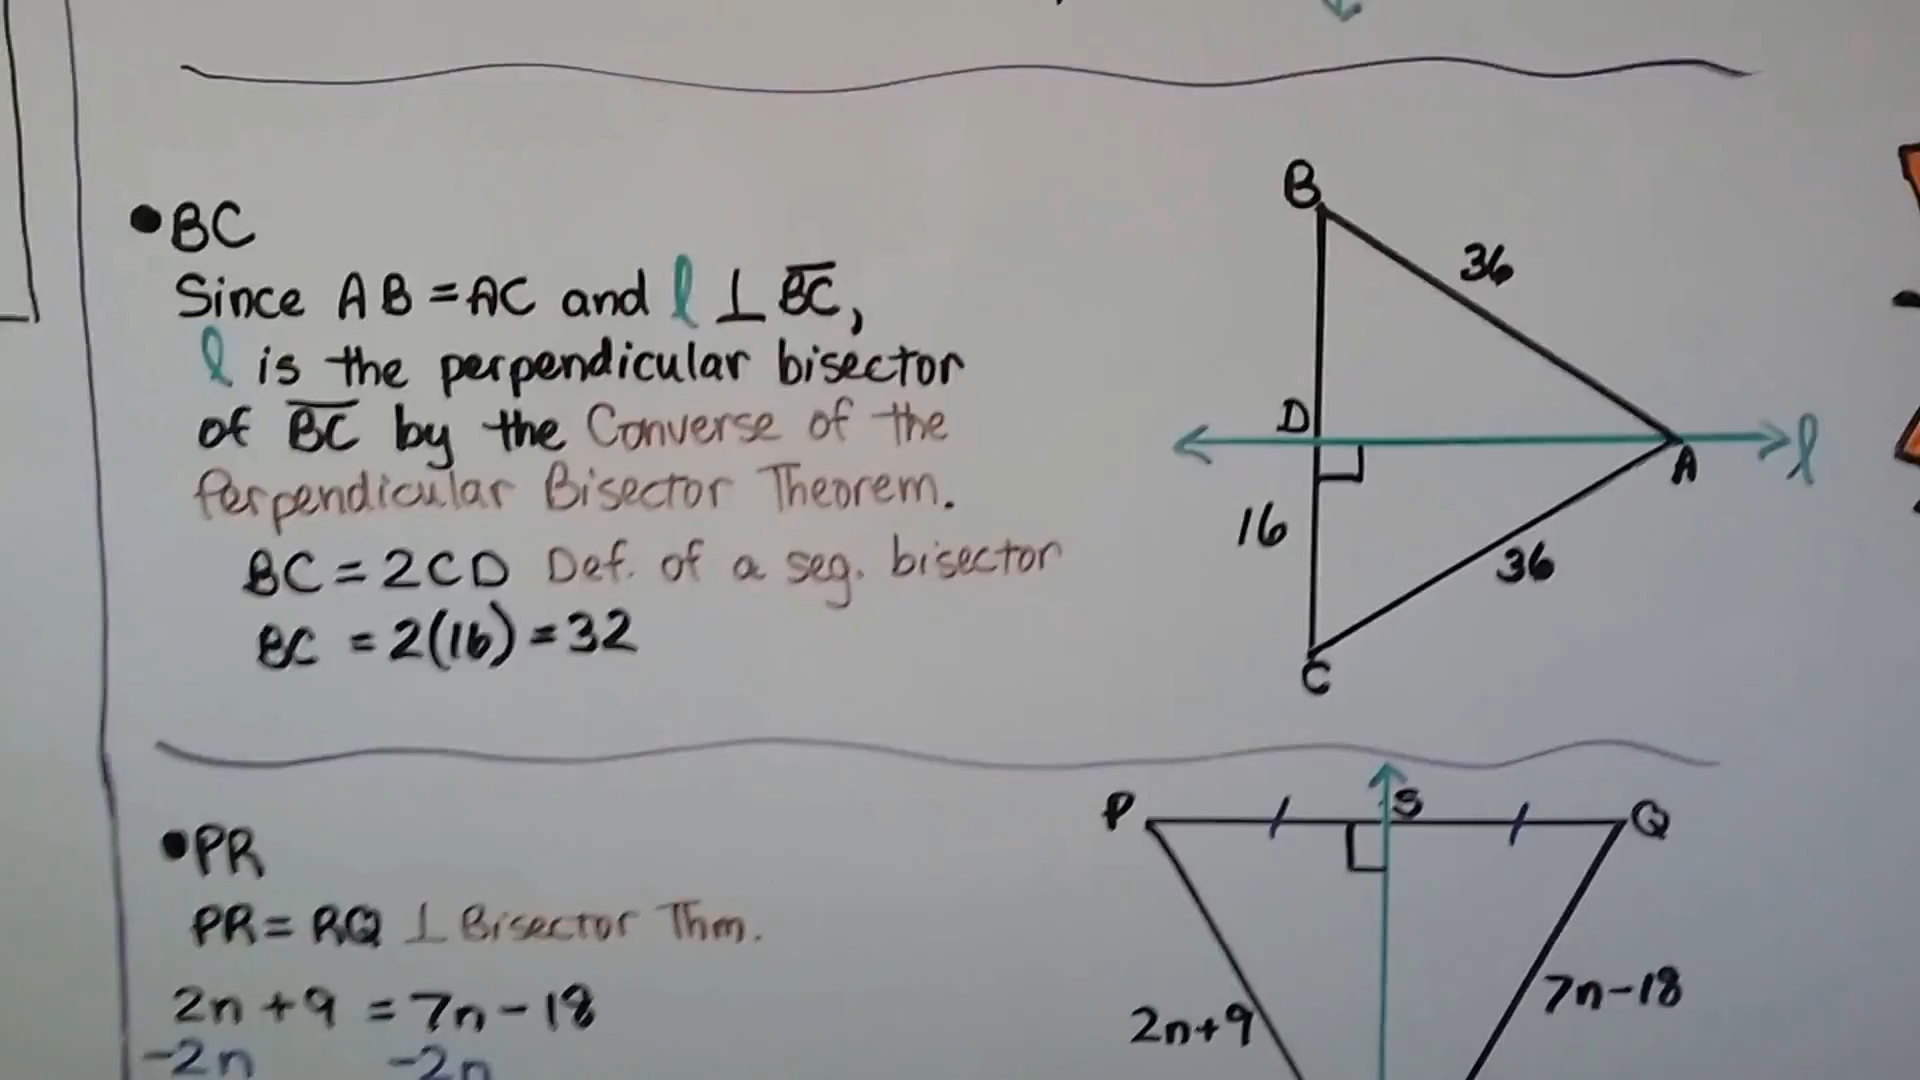 •BC
Since AB = AC and ℓ ⊥ B̅C̅,
ℓ is the perpendicular bisector
of B̅C̅ by the Converse of the
Perpendicular Bisector Theorem.
BC = 2CD Def. of a seg. bisector
BC = 2(16) = 32
B
36
D
A
ℓ
16
36
C
•PR
PR = RQ ⊥ Bisector Thm.
2n + 9 = 7n - 18
-2n -2n
P
S
Q
2n+9
7n-18